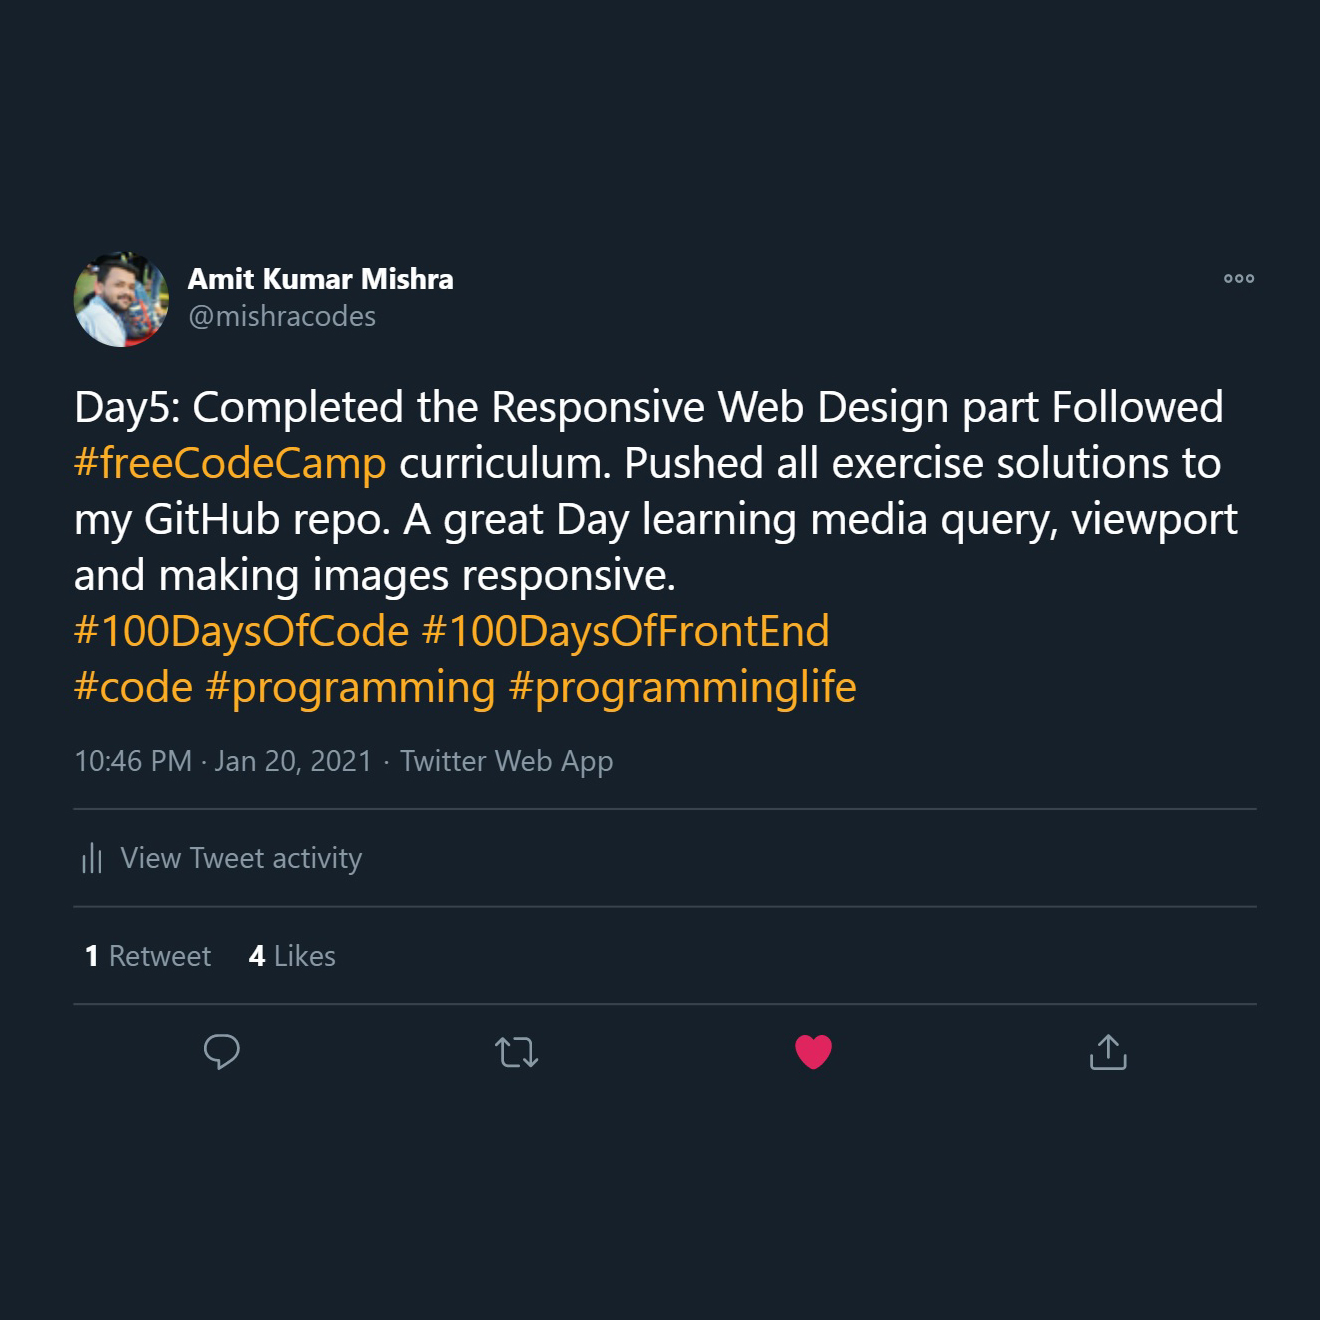 Amit Kumar Mishra
@mishracodes
Day5: Completed the Responsive Web Design part Followed
#freeCodeCamp curriculum. Pushed all exercise solutions to
my GitHub repo. A great Day learning media query, viewport
and making images responsive.
#100DaysOfCode #100DaysOfFrontEnd
#code #programming #programminglife
10:46 PM · Jan 20, 2021 · Twitter Web App
View Tweet activity
1 Retweet 4 Likes